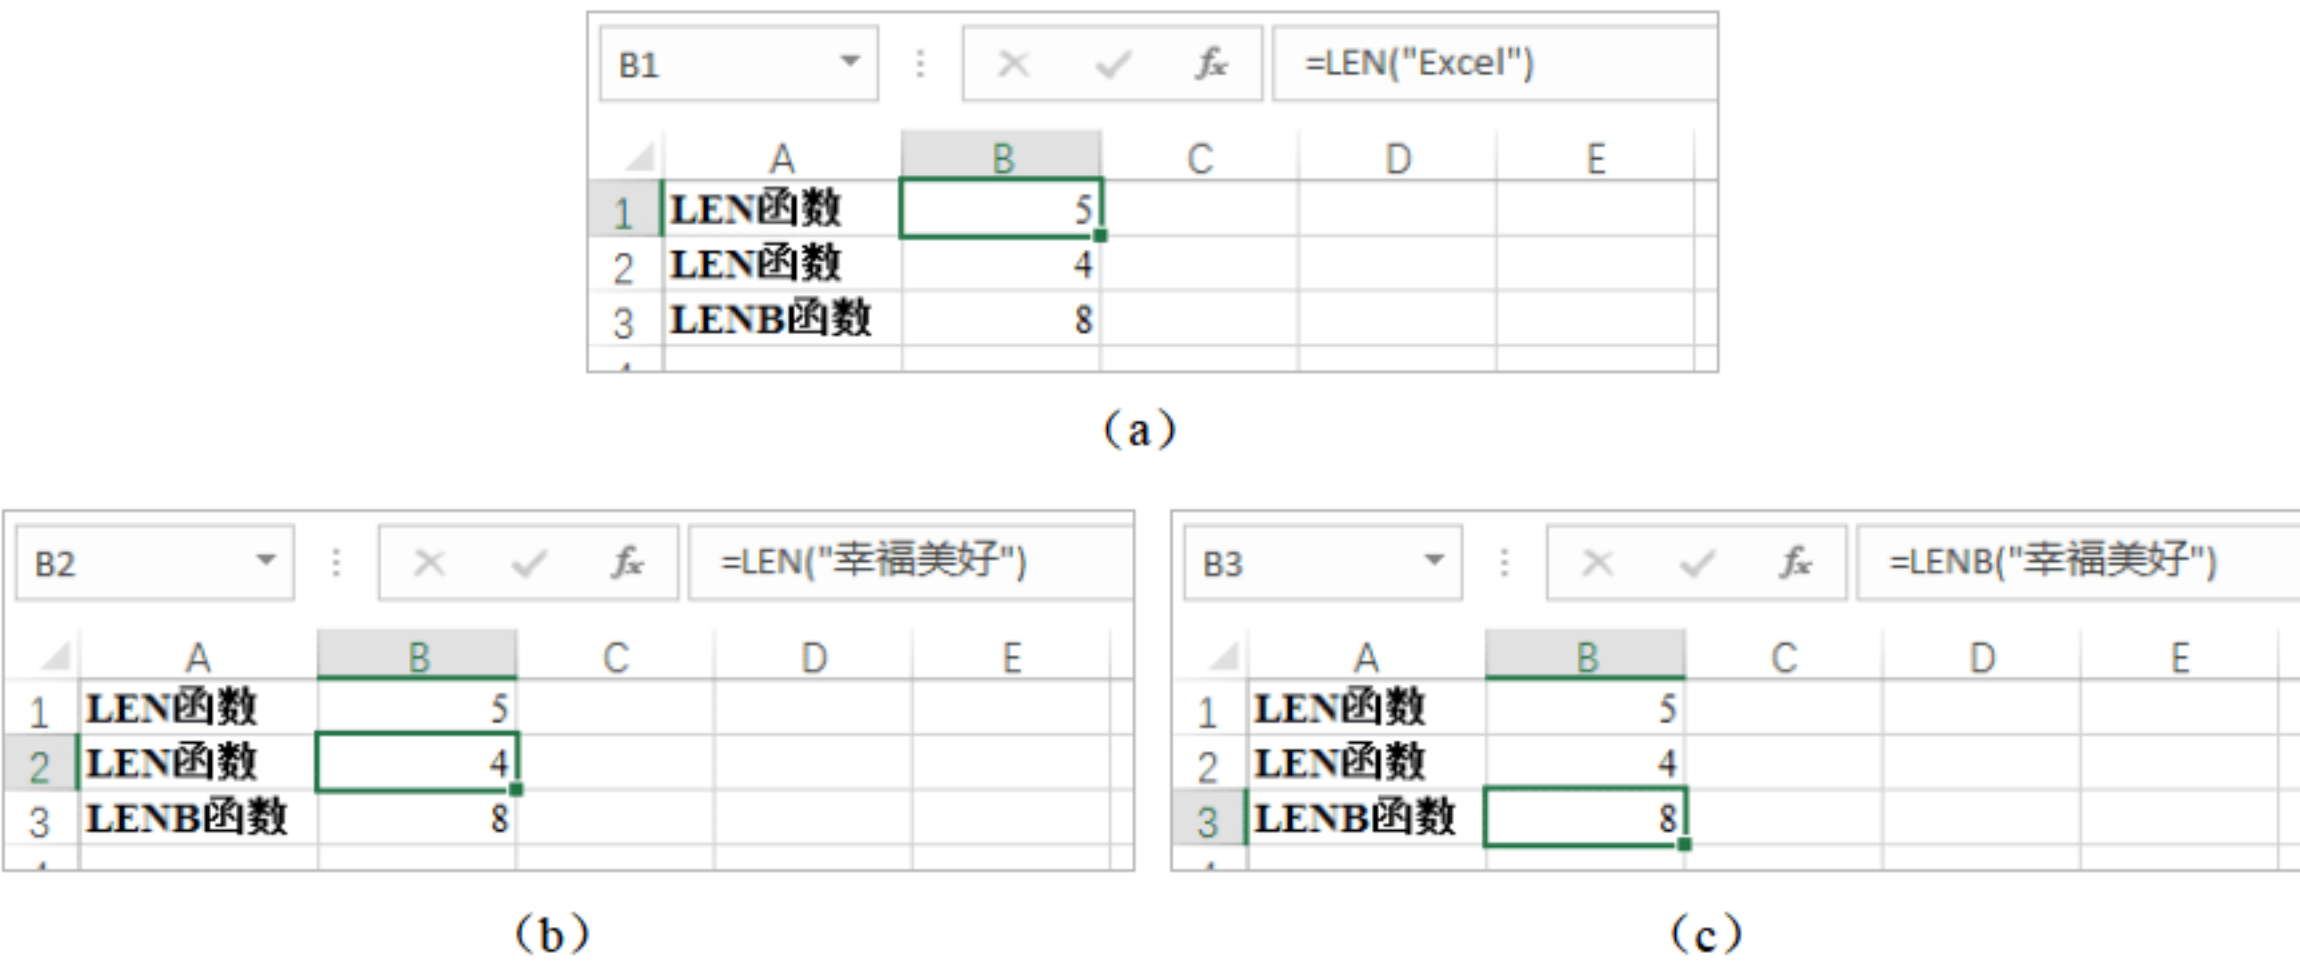 B1 fx =LEN("Excel")
A B C D E
1 LEN函数 5
2 LEN函数 4
3 LENB函数 8
（a）
B2 fx =LEN("幸福美好")
A B C D E
1 LEN函数 5
2 LEN函数 4
3 LENB函数 8
（b）
B3 fx =LENB("幸福美好")
A B C D E
1 LEN函数 5
2 LEN函数 4
3 LENB函数 8
（c）